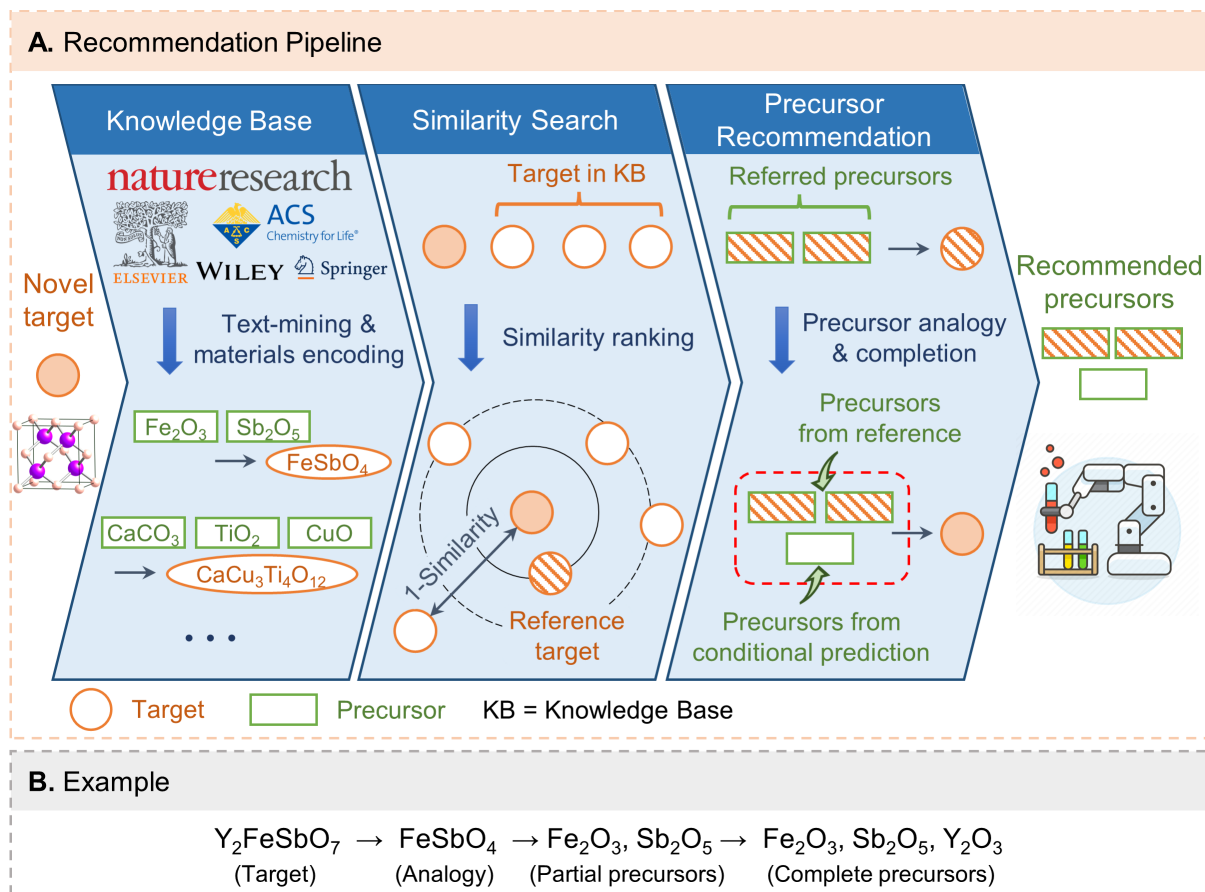 A. Recommendation Pipeline
Knowledge Base
Similarity Search
Precursor
Recommendation
natureresearch
ELSEVIER
A C S
ACS
Chemistry for Life®
WILEY
Springer
Text-mining &
materials encoding
Novel
target
Fe₂O₃ Sb₂O₅
FeSbO₄
CaCO₃ TiO₂ CuO
CaCu₃Ti₄O₁₂
• • •
Target in KB
Similarity ranking
1-Similarity
Reference
target
Referred precursors
Precursor analogy
& completion
Precursors
from reference
Precursors from
conditional prediction
Recommended
precursors
Target Precursor KB = Knowledge Base
B. Example
Y₂FeSbO₇ → FeSbO₄ → Fe₂O₃, Sb₂O₅ → Fe₂O₃, Sb₂O₅, Y₂O₃
(Target) (Analogy) (Partial precursors) (Complete precursors)